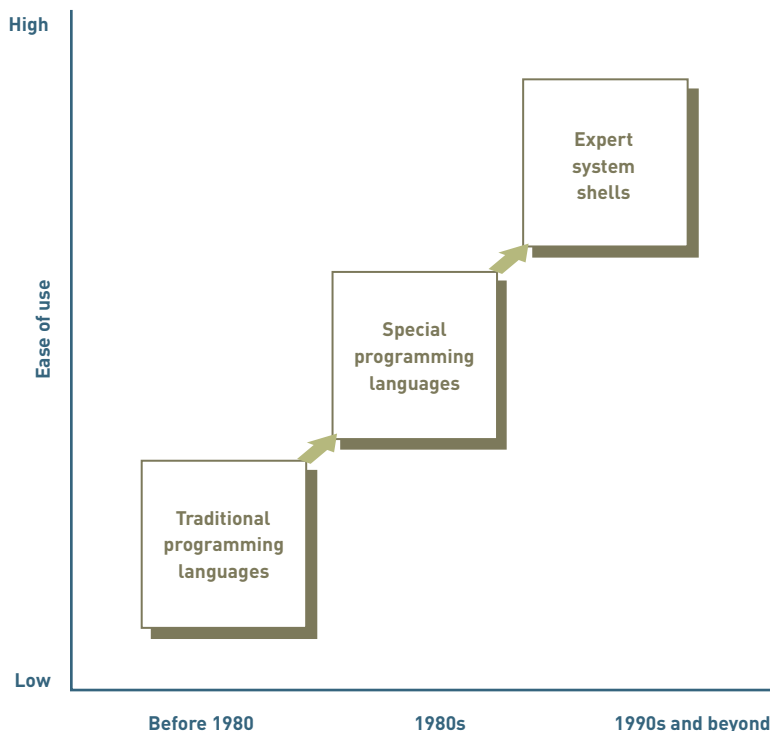 High
Expert
system
shells
Ease of use
Special
programming
languages
Traditional
programming
languages
Low
Before 1980
1980s
1990s and beyond